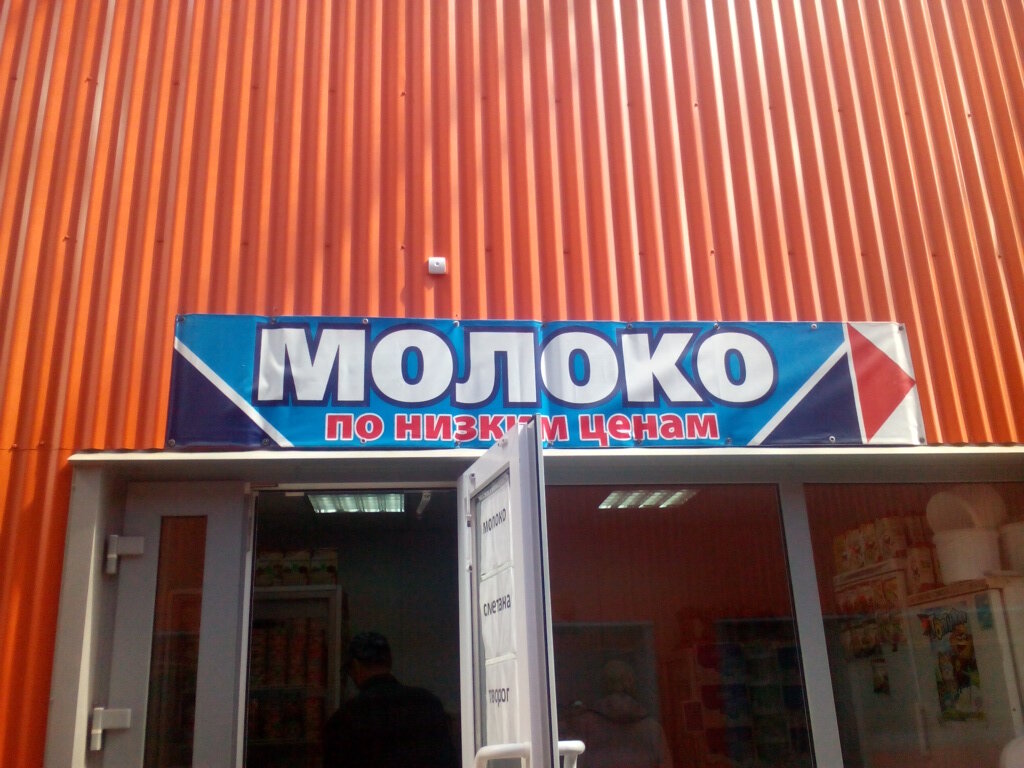 МОЛОКО
по низким ценам
МОЛОКО
сметана
творог